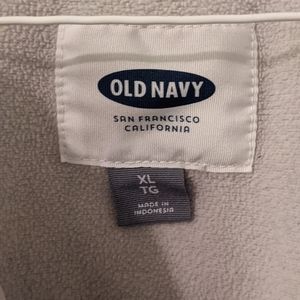 OLD NAVY
SAN FRANCISCO
CALIFORNIA
XL
TG
MADE IN
INDONESIA